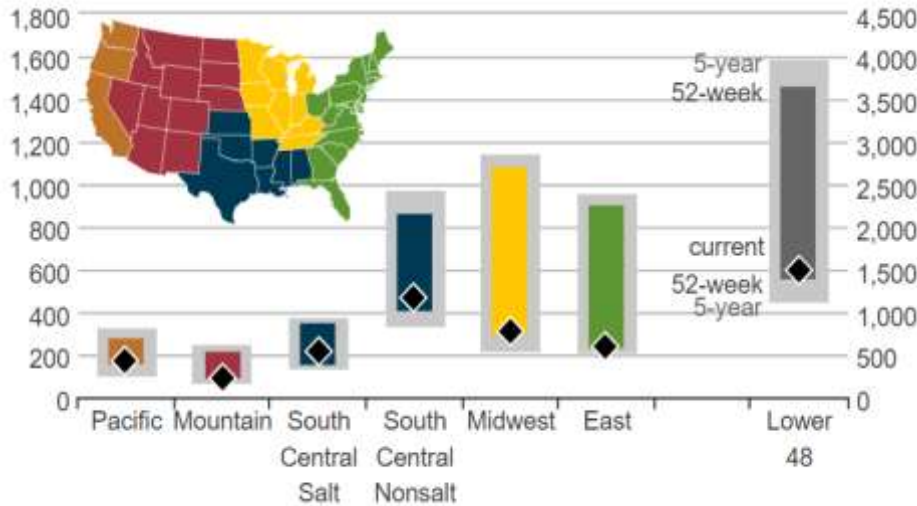 1,800
1,600
1,400
1,200
1,000
800
600
400
200
0
4,500
4,000
3,500
3,000
2,500
2,000
1,500
1,000
500
0
5-year
52-week
current
52-week
5-year
Pacific
Mountain
South
Central
Salt
South
Central
Nonsalt
Midwest
East
Lower
48